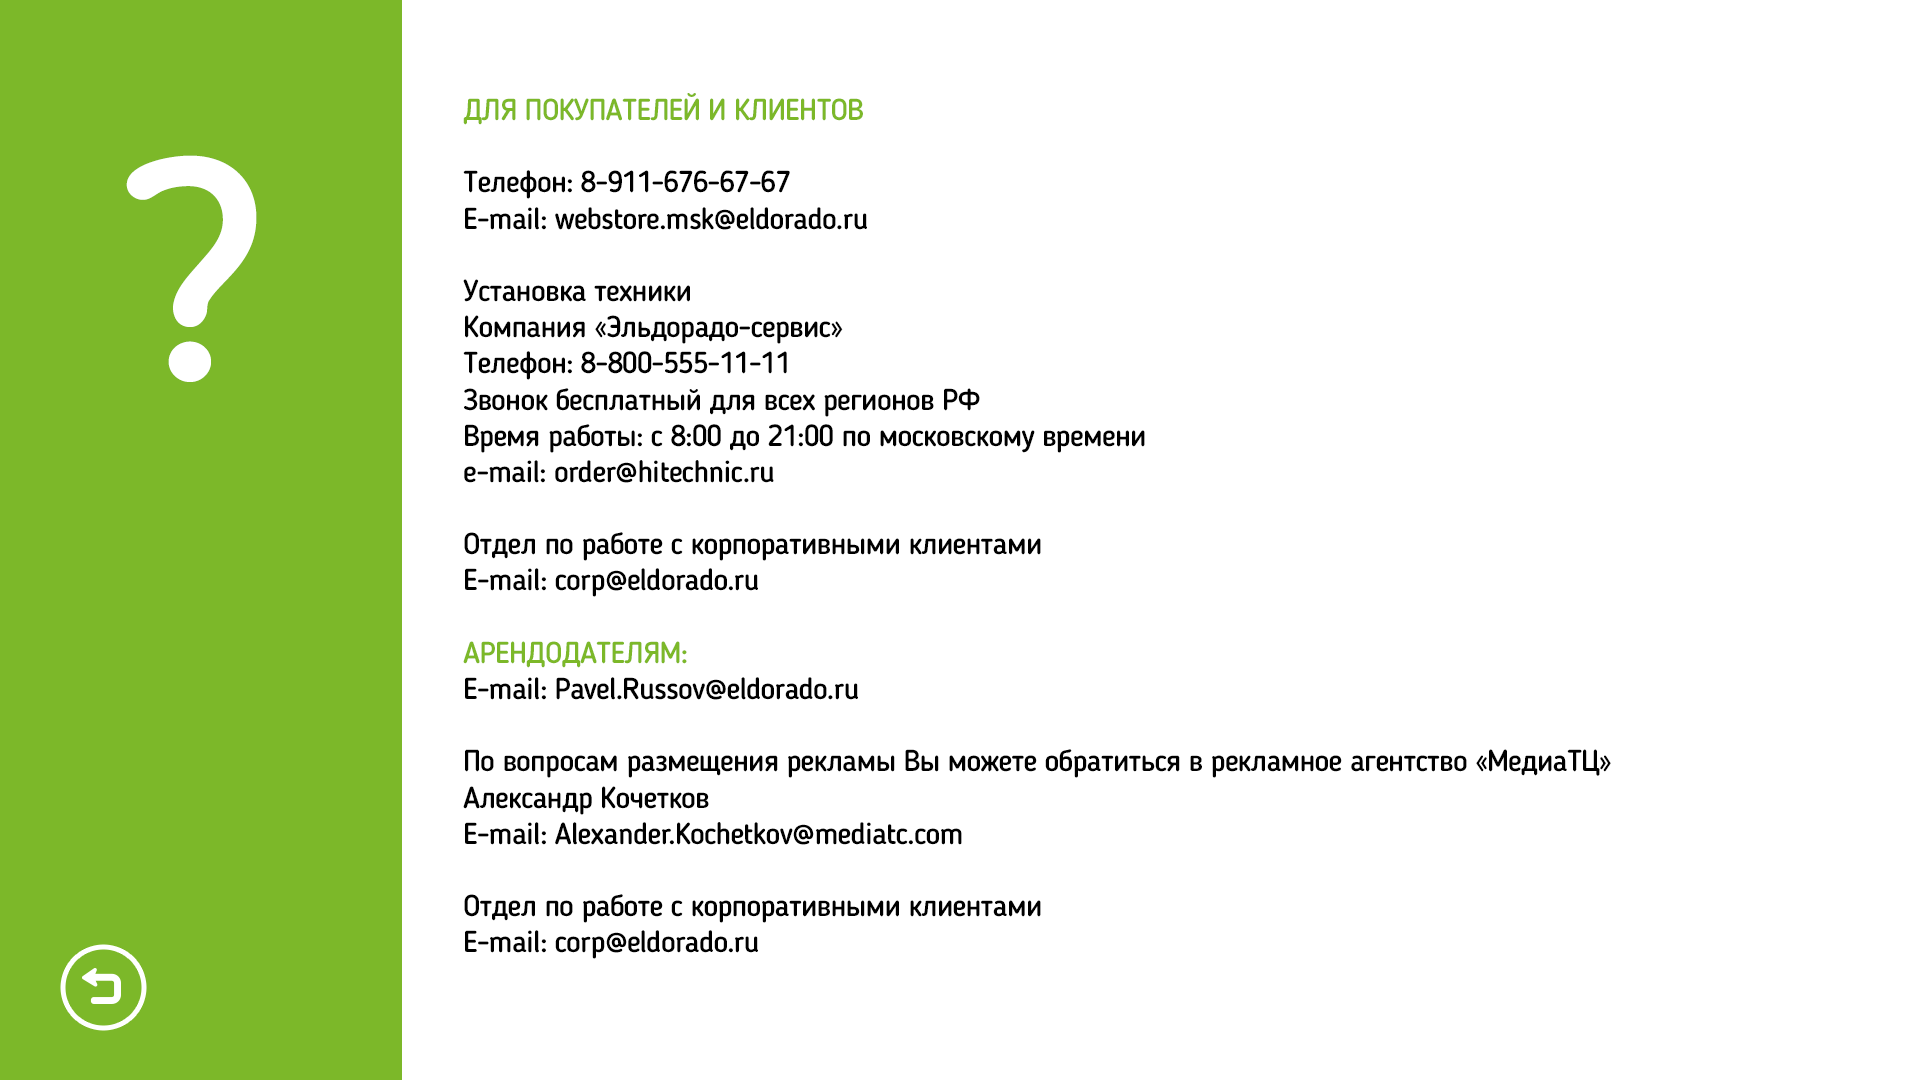 ?
ДЛЯ ПОКУПАТЕЛЕЙ И КЛИЕНТОВ
Телефон: 8-911-676-67-67
E-mail: webstore.msk@eldorado.ru
Установка техники
Компания «Эльдорадо-сервис»
Телефон: 8-800-555-11-11
Звонок бесплатный для всех регионов РФ
Время работы: с 8:00 до 21:00 по московскому времени
e-mail: order@hitechnic.ru
Отдел по работе с корпоративными клиентами
E-mail: corp@eldorado.ru
АРЕНДОДАТЕЛЯМ:
E-mail: Pavel.Russov@eldorado.ru
По вопросам размещения рекламы Вы можете обратиться в рекламное агентство «МедиаТЦ»
Александр Кочетков
E-mail: Alexander.Kochetkov@mediatc.com
Отдел по работе с корпоративными клиентами
E-mail: corp@eldorado.ru